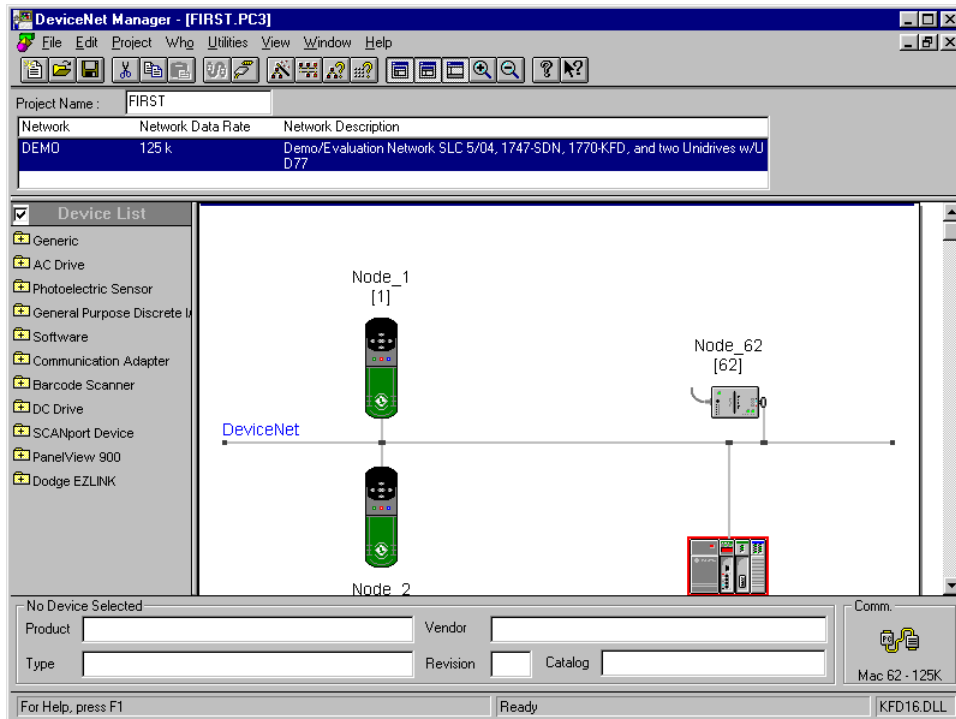 DeviceNet Manager - [FIRST.PC3]
File Edit Project Who Utilities View Window Help
Project Name : FIRST
Network Network Data Rate Network Description
DEMO 125 k Demo/Evaluation Network SLC 5/04, 1747-SDN, 1770-KFD, and two Unidrives w/U
D77
Device List
Generic
AC Drive
Photoelectric Sensor
General Purpose Discrete I/
Software
Communication Adapter
Barcode Scanner
DC Drive
SCANport Device
PanelView 900
Dodge EZLINK
Node_1
[1]
Node_62
[62]
DeviceNet
Node_2
No Device Selected
Product
Vendor
Type
Revision
Catalog
Comm.
Mac 62 - 125K
For Help, press F1
Ready
KFD16.DLL